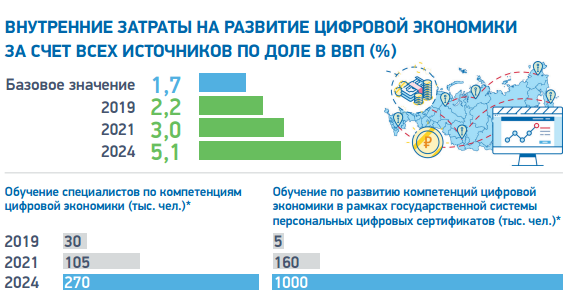 ВНУТРЕННИЕ ЗАТРАТЫ НА РАЗВИТИЕ ЦИФРОВОЙ ЭКОНОМИКИ
ЗА СЧЕТ ВСЕХ ИСТОЧНИКОВ ПО ДОЛЕ В ВВП (%)
Базовое значение 1,7
2019 2,2
2021 3,0
2024 5,1
₽
Обучение специалистов по компетенциям
цифровой экономики (тыс. чел.)*
2019 30
2021 105
2024 270
Обучение по развитию компетенций цифровой
экономики в рамках государственной системы
персональных цифровых сертификатов (тыс. чел.)*
5
160
1000